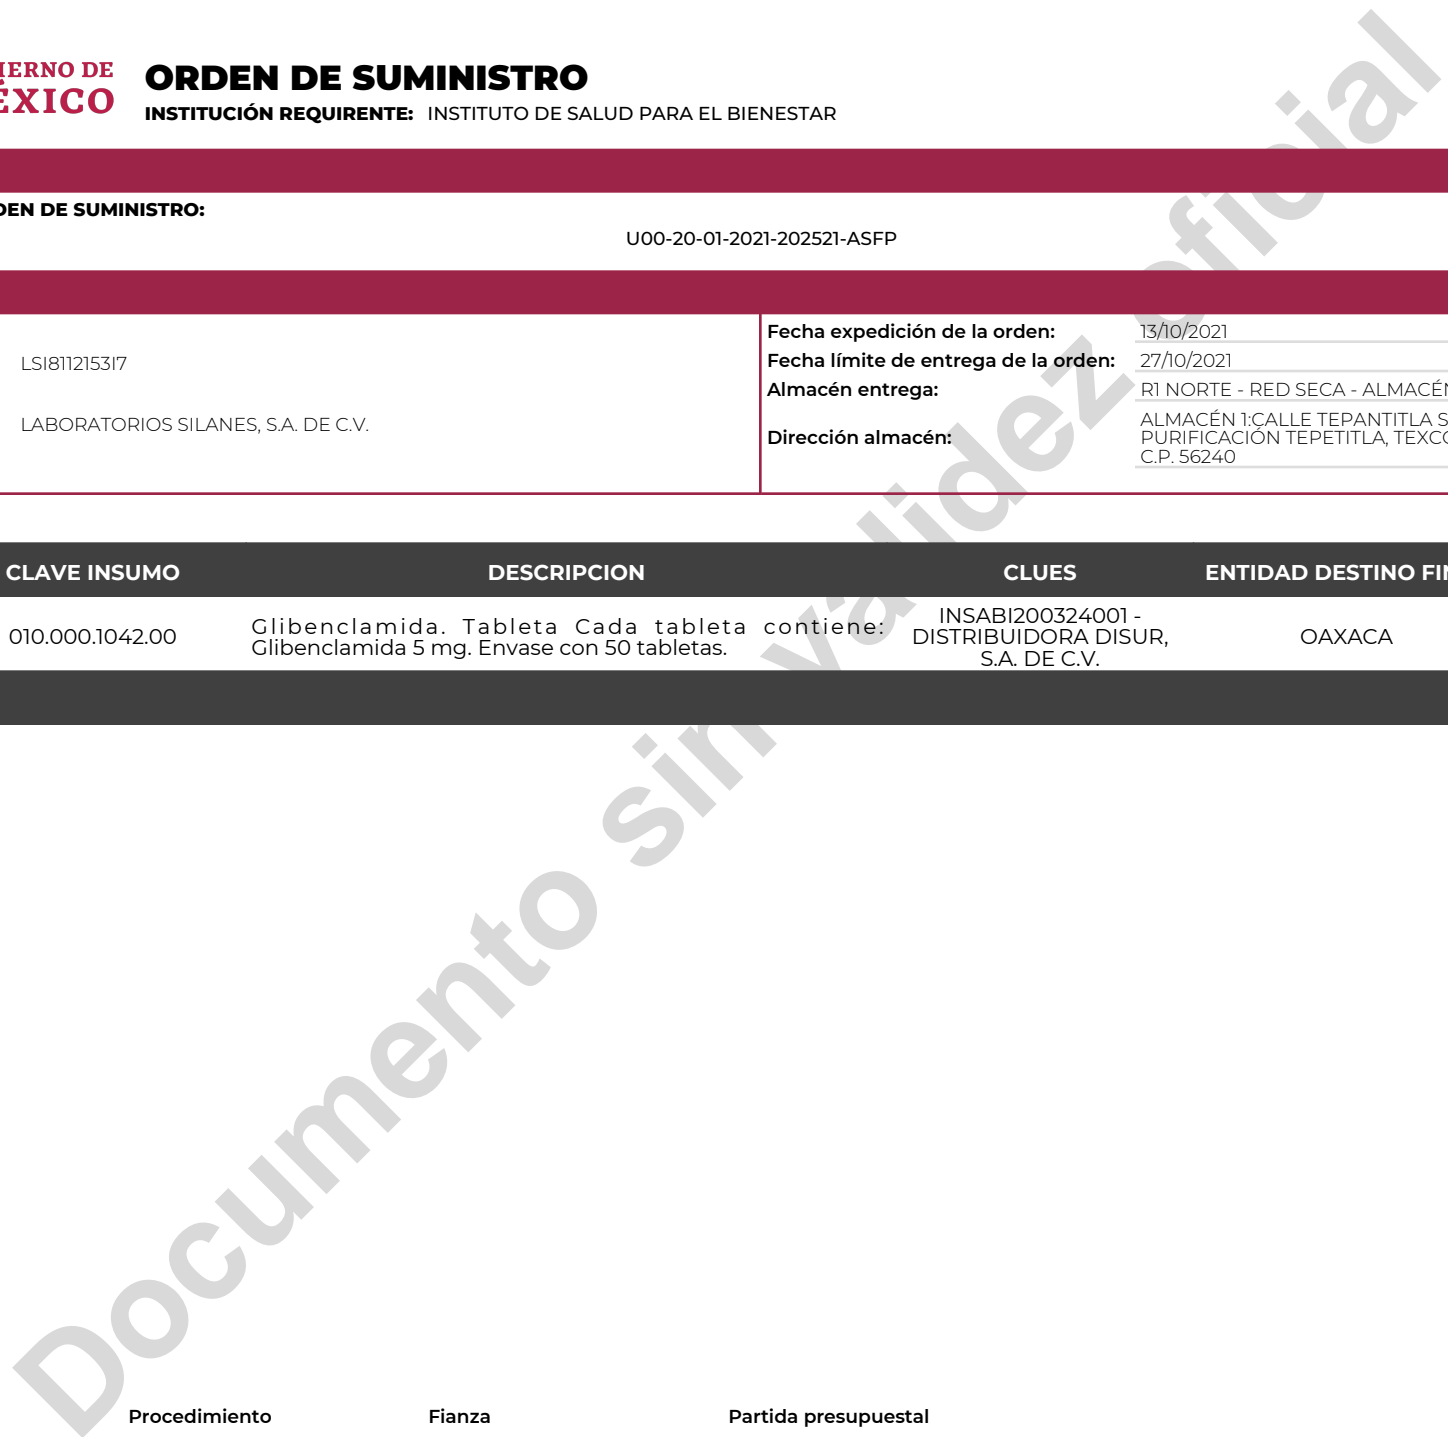 IERNO DE
ÉXICO
ORDEN DE SUMINISTRO
INSTITUCIÓN REQUIRENTE: INSTITUTO DE SALUD PARA EL BIENESTAR
DEN DE SUMINISTRO:
U00-20-01-2021-202521-ASFP
LSI811215317
LABORATORIOS SILANES, S.A. DE C.V.
Fecha expedición de la orden: 13/10/2021
Fecha límite de entrega de la orden: 27/10/2021
Almacén entrega: R1 NORTE - RED SECA - ALMACÉN
Dirección almacén:
ALMACÉN 1:CALLE TEPANTITLA S
PURIFICACIÓN TEPETITLA, TEXCO
C.P. 56240
CLAVE INSUMO DESCRIPCION CLUES ENTIDAD DESTINO FIN
010.000.1042.00
Glibenclamida. Tableta Cada tableta contiene:
Glibenclamida 5 mg. Envase con 50 tabletas.
INSABI200324001 -
DISTRIBUIDORA DISUR,
S.A. DE C.V.
OAXACA
Documento sin validez oficial
Procedimiento Fianza Partida presupuestal